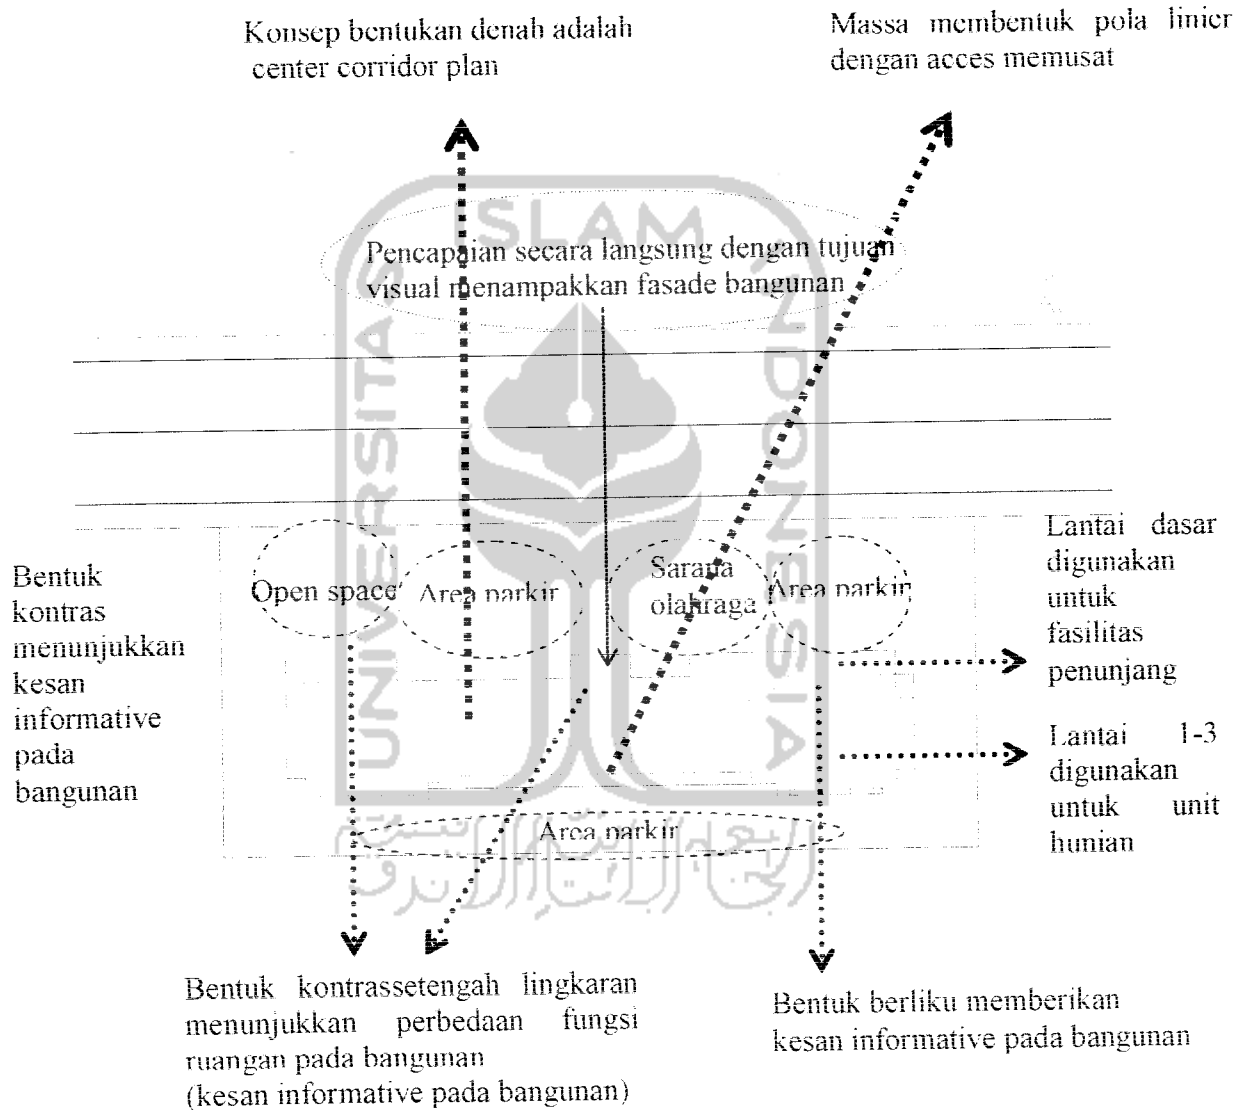 Konsep bentukan denah adalah
center corridor plan
Massa membentuk pola linier
dengan acces memusat
Pencapaian secara langsung dengan tujuan
visual menampakkan fasade bangunan
Open space
Area parkir
Sarana
olahraga
Area parkir
Bentuk
kontras
menunjukkan
kesan
informative
pada
bangunan
Lantai dasar
digunakan
untuk
fasilitas
penunjang
Lantai 1-3
digunakan
untuk unit
hunian
Area parkir
Bentuk kontrassetengah lingkaran
menunjukkan perbedaan fungsi
ruangan pada bangunan
(kesan informative pada bangunan)
Bentuk berliku memberikan
kesan informative pada bangunan
UNIVERSITAS
ISLAM
INDONESIA